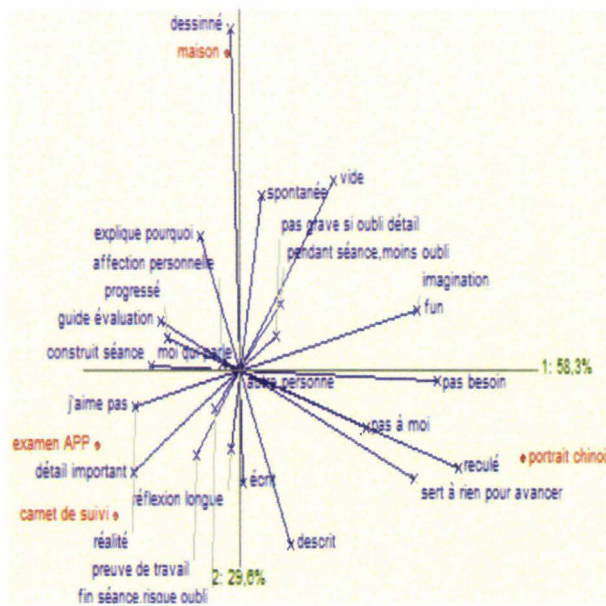 dessinné
maison
vide
spontanée
pas grave si oubli détail
explique pourquoi
pendant séance,moins oubli
affection personnelle
imagination
progressé
fun
guide évaluation
construit séance
moi qui parle
1: 58,3%
autre personne
pas besoin
j'aime pas
pas à moi
examen APP
portrait chinoi
détail important
reculé
écrit
sert à rien pour avancer
réflexion longue
carnet de suivi
réalité
descrit
preuve de travail
2: 29,6%
fin séance,risque oubli